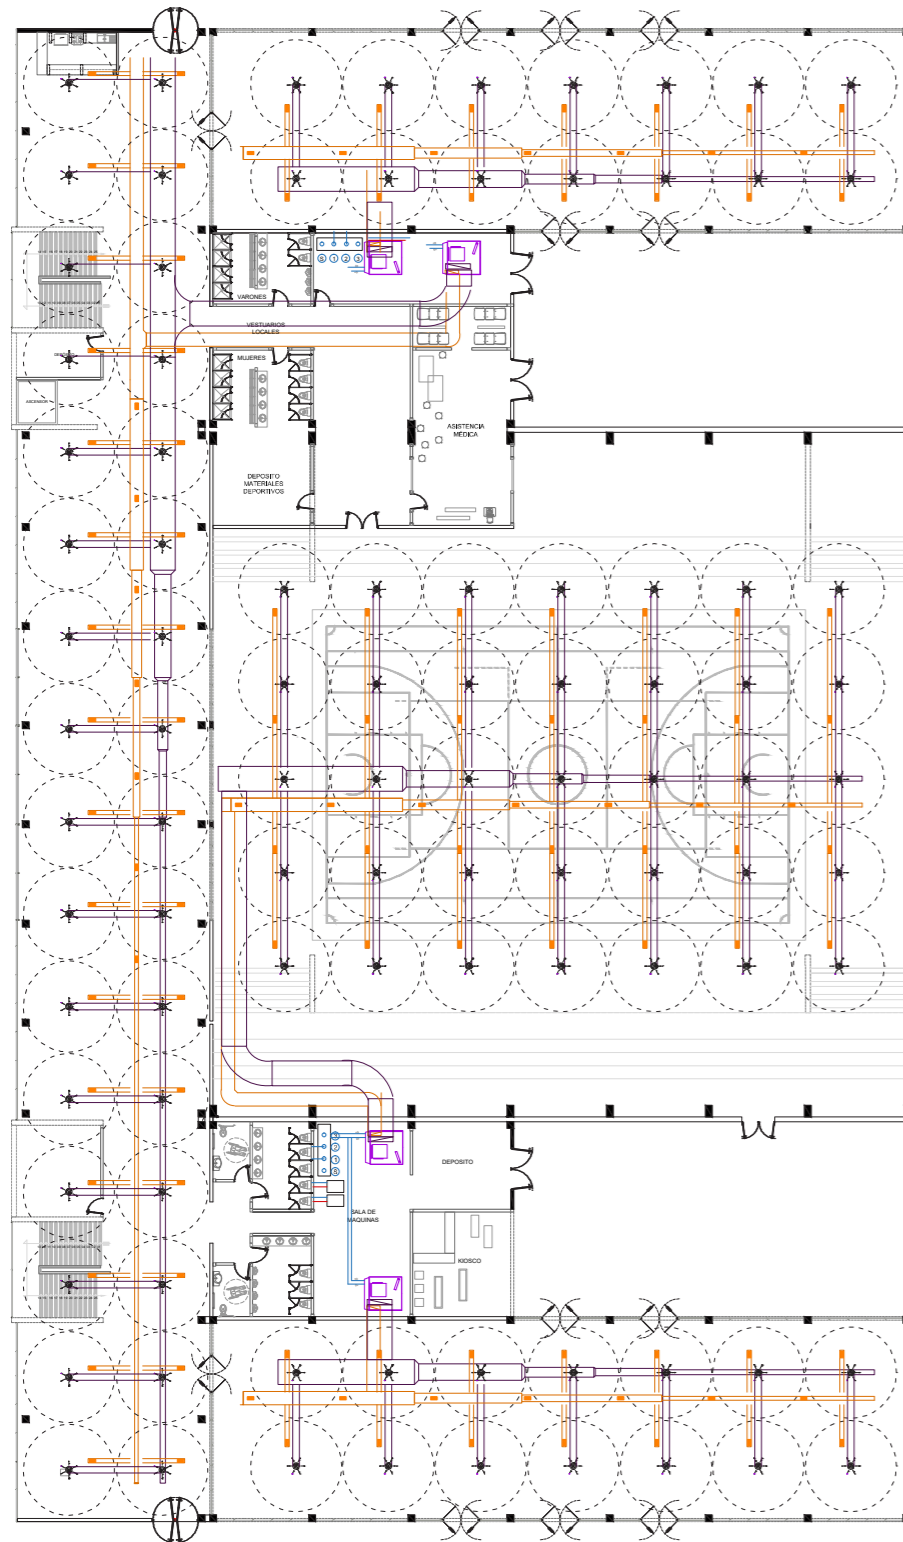 VARONES
VESTUARIOS
LOCALES
MUJERES
ASCENSOR
ASISTENCIA
MÉDICA
DEPOSITO
MATERIALES
DEPORTIVOS
DEPOSITO
SALA DE
MAQUINAS
KIOSCO